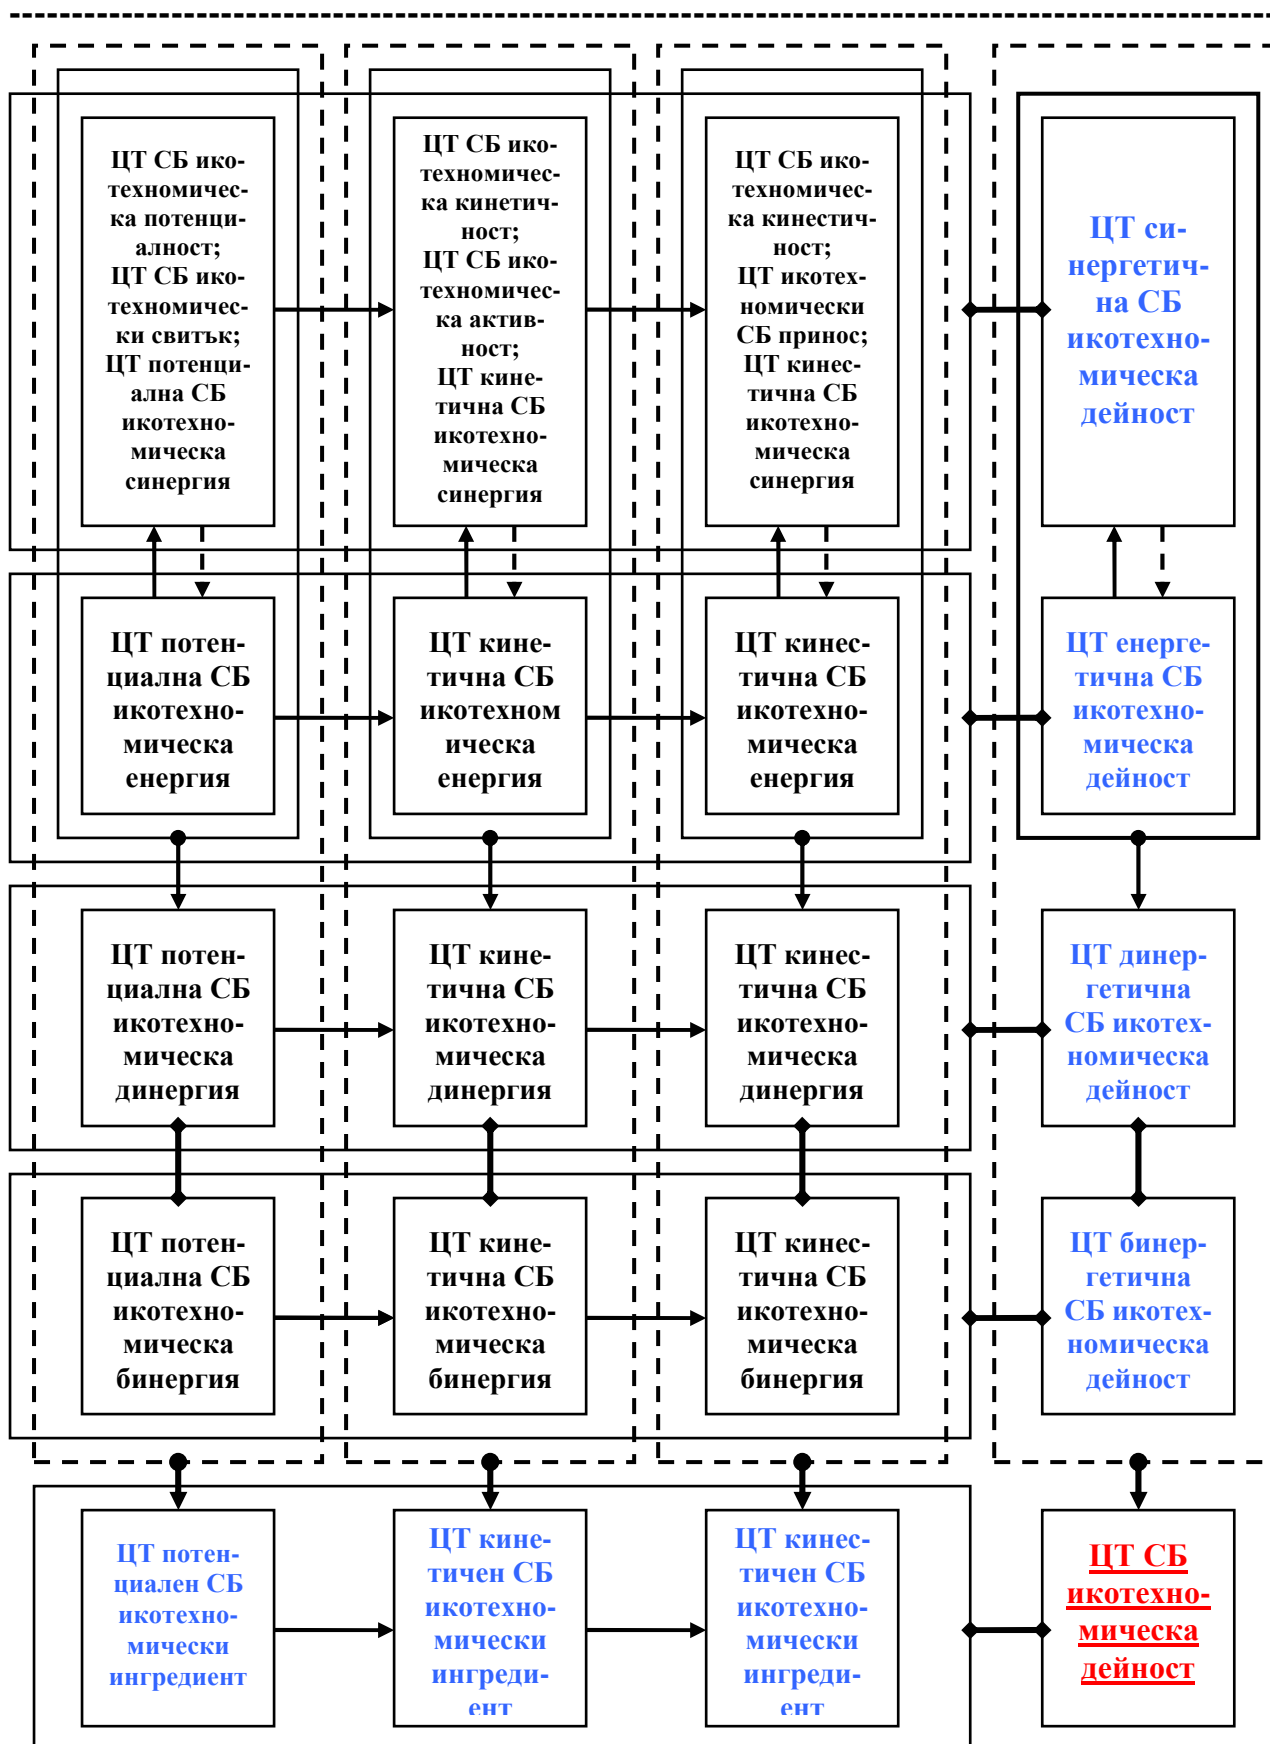 ЦТ СБ ико-
техномичес-
ка потенци-
алност;
ЦТ СБ ико-
техномичес-
ки свитък;
ЦТ потенци-
ална СБ
икотехно-
мическа
синергия
ЦТ СБ ико-
техномичес-
ка кинетич-
ност;
ЦТ СБ ико-
техномичес-
ка актив-
ност;
ЦТ кине-
тична СБ
икотехно-
мическа
синергия
ЦТ СБ ико-
техномичес-
ка кинестич-
ност;
ЦТ икотех-
номически
СБ принос;
ЦТ кинес-
тична СБ
икотехно-
мическа
синергия
ЦТ си-
нергетич-
на СБ
икотехно-
мическа
дейност
ЦТ потен-
циална СБ
икотехно-
мическа
енергия
ЦТ кине-
тична СБ
икотехном
ическа
енергия
ЦТ кинес-
тична СБ
икотехно-
мическа
енергия
ЦТ енерге-
тична СБ
икотехно-
мическа
дейност
ЦТ потен-
циална СБ
икотехно-
мическа
динергия
ЦТ кине-
тична СБ
икотехно-
мическа
динергия
ЦТ кинес-
тична СБ
икотехно-
мическа
динергия
ЦТ динер-
гетична
СБ икотех-
номическа
дейност
ЦТ потен-
циална СБ
икотехно-
мическа
бинергия
ЦТ кине-
тична СБ
икотехно-
мическа
бинергия
ЦТ кинес-
тична СБ
икотехно-
мическа
бинергия
ЦТ бинер-
гетична
СБ икотех-
номическа
дейност
ЦТ потен-
циален СБ
икотехно-
мически
ингредиент
ЦТ кине-
тичен СБ
икотехно-
мически
ингреди-
ент
ЦТ кинес-
тичен СБ
икотехно-
мически
ингреди-
ент
ЦТ СБ
икотехно-
мическа
дейност